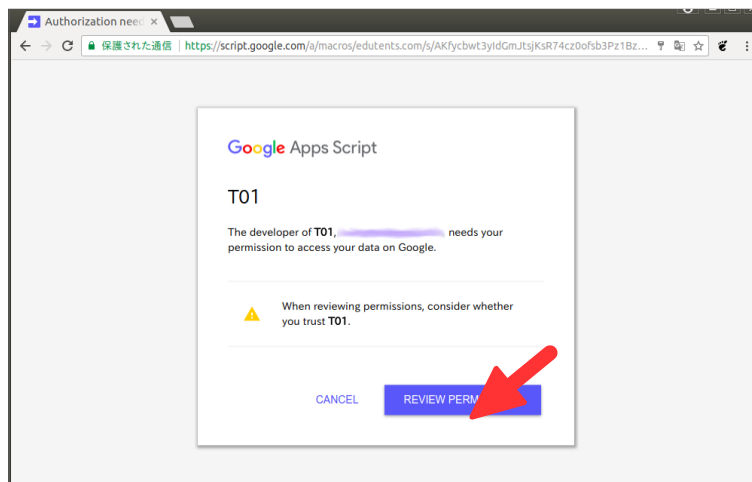 Authorization need
保護された通信
https://script.google.com/a/macros/edutents.com/s/AKfycbwt3yIdGmJtsjKsR74cz0ofsb3Pz1Bz...
Google Apps Script
T01
The developer of T01, needs your
permission to access your data on Google.
When reviewing permissions, consider whether
you trust T01.
CANCEL
REVIEW PERM